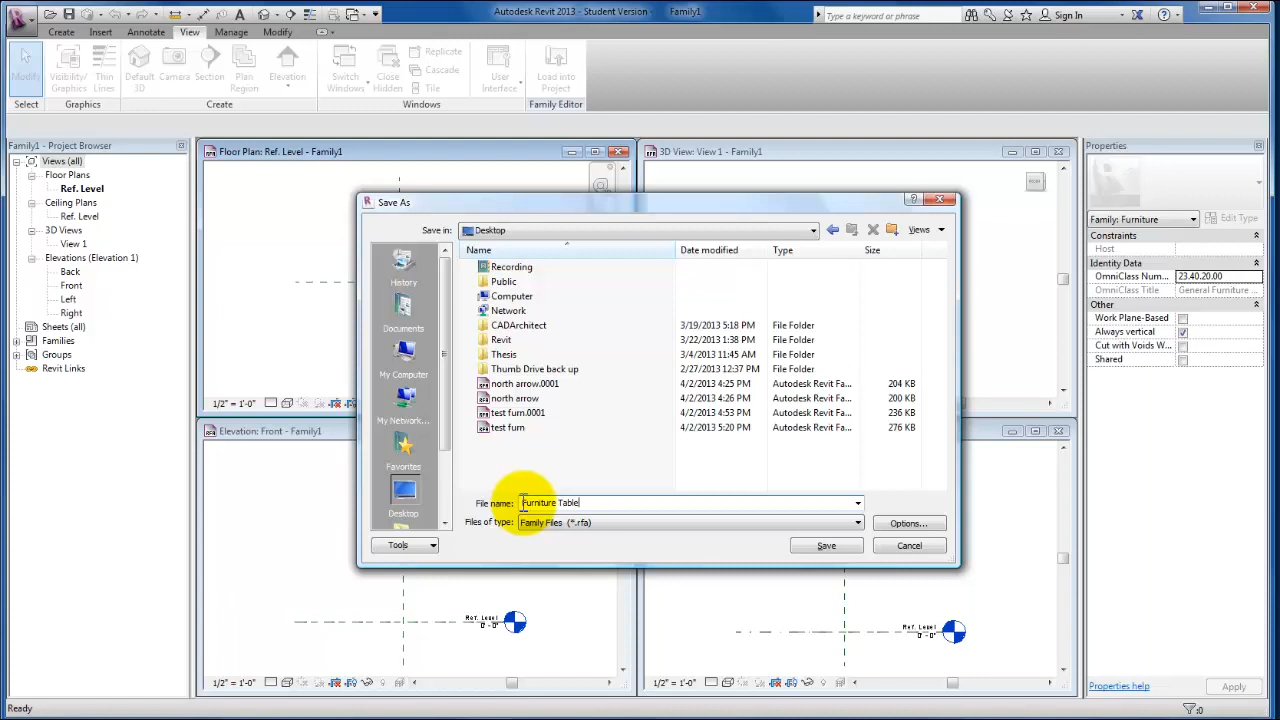 Autodesk Revit 2013 - Student Version - Family1
Type a keyword or phrase
Sign In
Create Insert Annotate View Manage Modify
Modify
Visibility/ Graphics
Thin Lines
Default 3D
Camera
Section
Plan Region
Elevation
Switch Windows
Close Hidden
Replicate
Cascade
Tile
User Interface
Load into Project
Select
Graphics
Create
Windows
Family Editor
Family1 - Project Browser
Views (all)
Floor Plans
Ref. Level
Ceiling Plans
Ref. Level
3D Views
View 1
Elevations (Elevation 1)
Back
Front
Left
Right
Sheets (all)
Families
Groups
Revit Links
Floor Plan: Ref. Level - Family1
3D View: View 1 - Family1
Save As
Save in: Desktop
Views
Name Date modified Type Size
Recording
Public
Computer
Network
CADArchitect 3/19/2013 5:18 PM File Folder
Revit 3/22/2013 1:38 PM File Folder
Thesis 3/4/2013 11:45 AM File Folder
Thumb Drive back up 2/27/2013 12:37 PM File Folder
north arrow.0001 4/2/2013 4:25 PM Autodesk Revit Fa... 204 KB
north arrow 4/2/2013 4:26 PM Autodesk Revit Fa... 200 KB
test furn.0001 4/2/2013 4:53 PM Autodesk Revit Fa... 236 KB
test furn 4/2/2013 5:20 PM Autodesk Revit Fa... 276 KB
History
Documents
My Computer
My Network...
Favorites
Desktop
File name: Furniture Table
Files of type: Family Files (*.rfa)
Options...
Tools
Save
Cancel
1/2" = 1'-0"
Elevation: Front - Family1
Ref. Level
0' - 0"
Ref. Level
0' - 0"
1/2" = 1'-0"
1/2" = 1'-0"
Properties
Family: Furniture
Edit Type
Constraints
Host
Identity Data
OmniClass Num... 23.40.20.00
OmniClass Title General Furniture ...
Other
Work Plane-Based
Always vertical
Cut with Voids W...
Shared
Properties help
Apply
Ready
:0